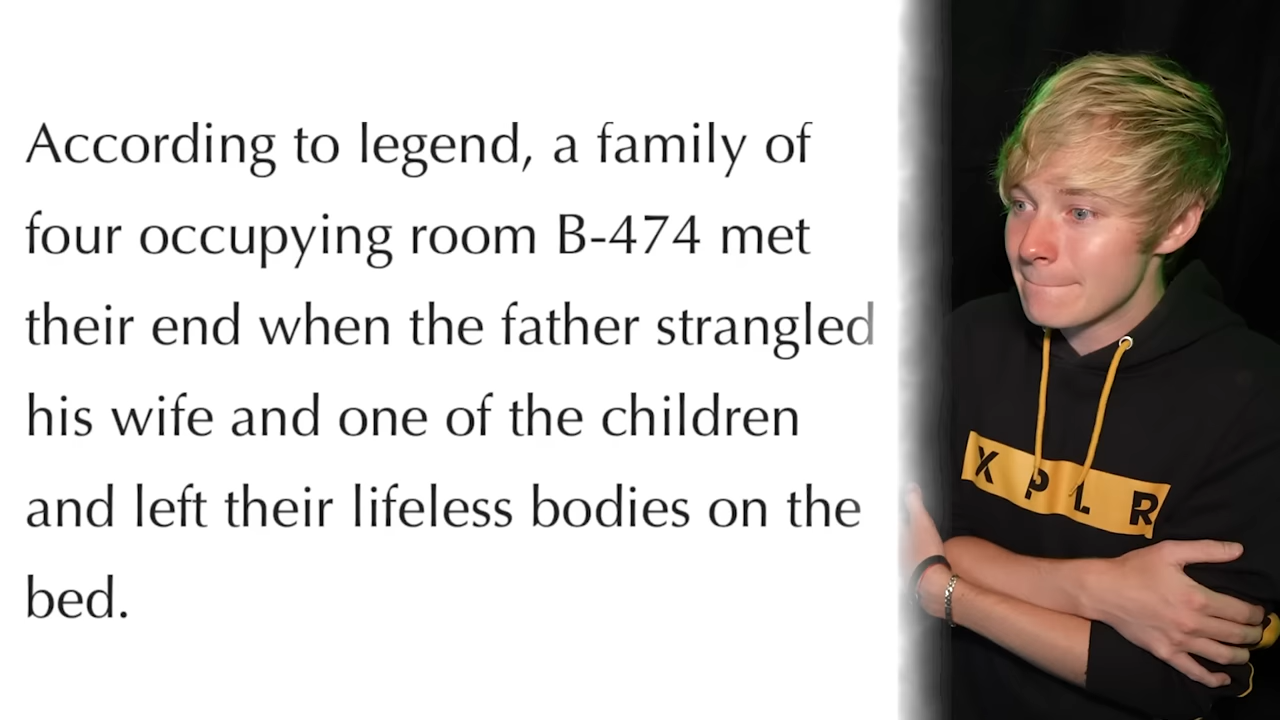 According to legend, a family of
four occupying room B-474 met
their end when the father strangled
his wife and one of the children
and left their lifeless bodies on the
bed.
XPLR